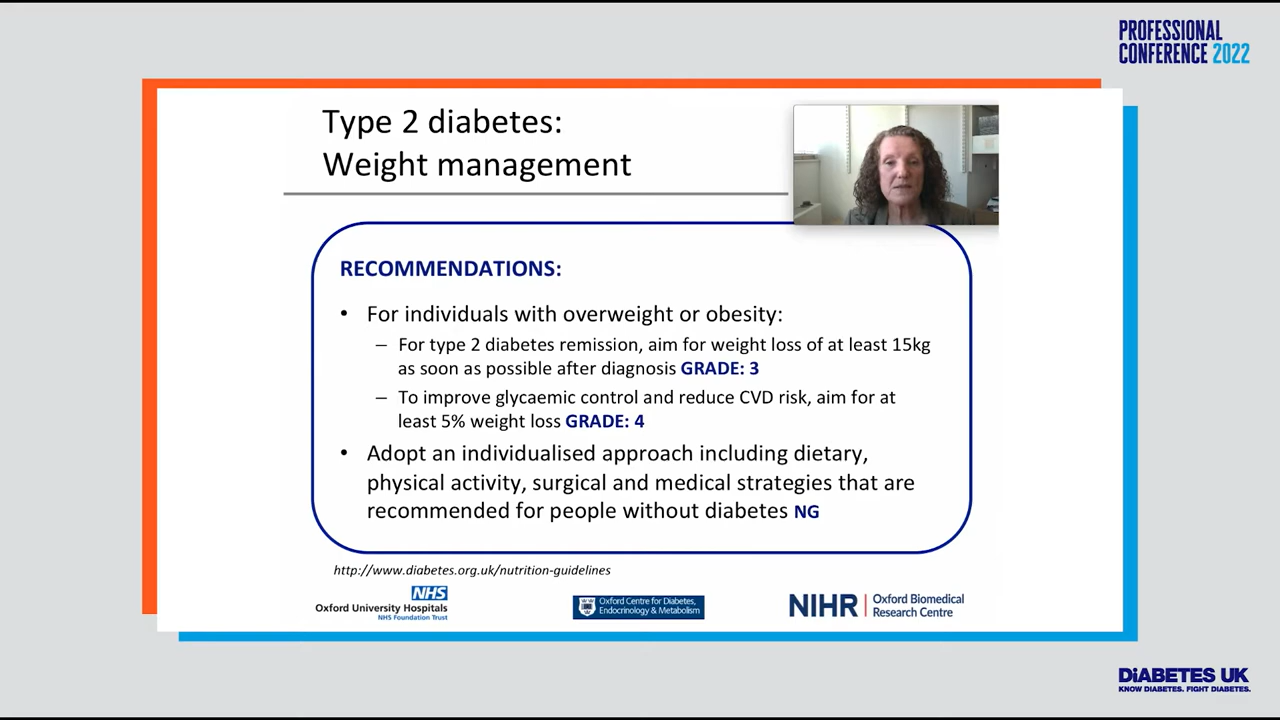 PROFESSIONAL
CONFERENCE 2022
Type 2 diabetes:
Weight management
RECOMMENDATIONS:
• For individuals with overweight or obesity:
– For type 2 diabetes remission, aim for weight loss of at least 15kg
as soon as possible after diagnosis GRADE: 3
– To improve glycaemic control and reduce CVD risk, aim for at
least 5% weight loss GRADE: 4
• Adopt an individualised approach including dietary,
physical activity, surgical and medical strategies that are
recommended for people without diabetes NG
http://www.diabetes.org.uk/nutrition-guidelines
NHS
Oxford University Hospitals
NHS Foundation Trust
Oxford Centre for Diabetes,
Endocrinology & Metabolism
NIHR | Oxford Biomedical
Research Centre
DiABETES UK
KNOW DIABETES. FIGHT DIABETES.